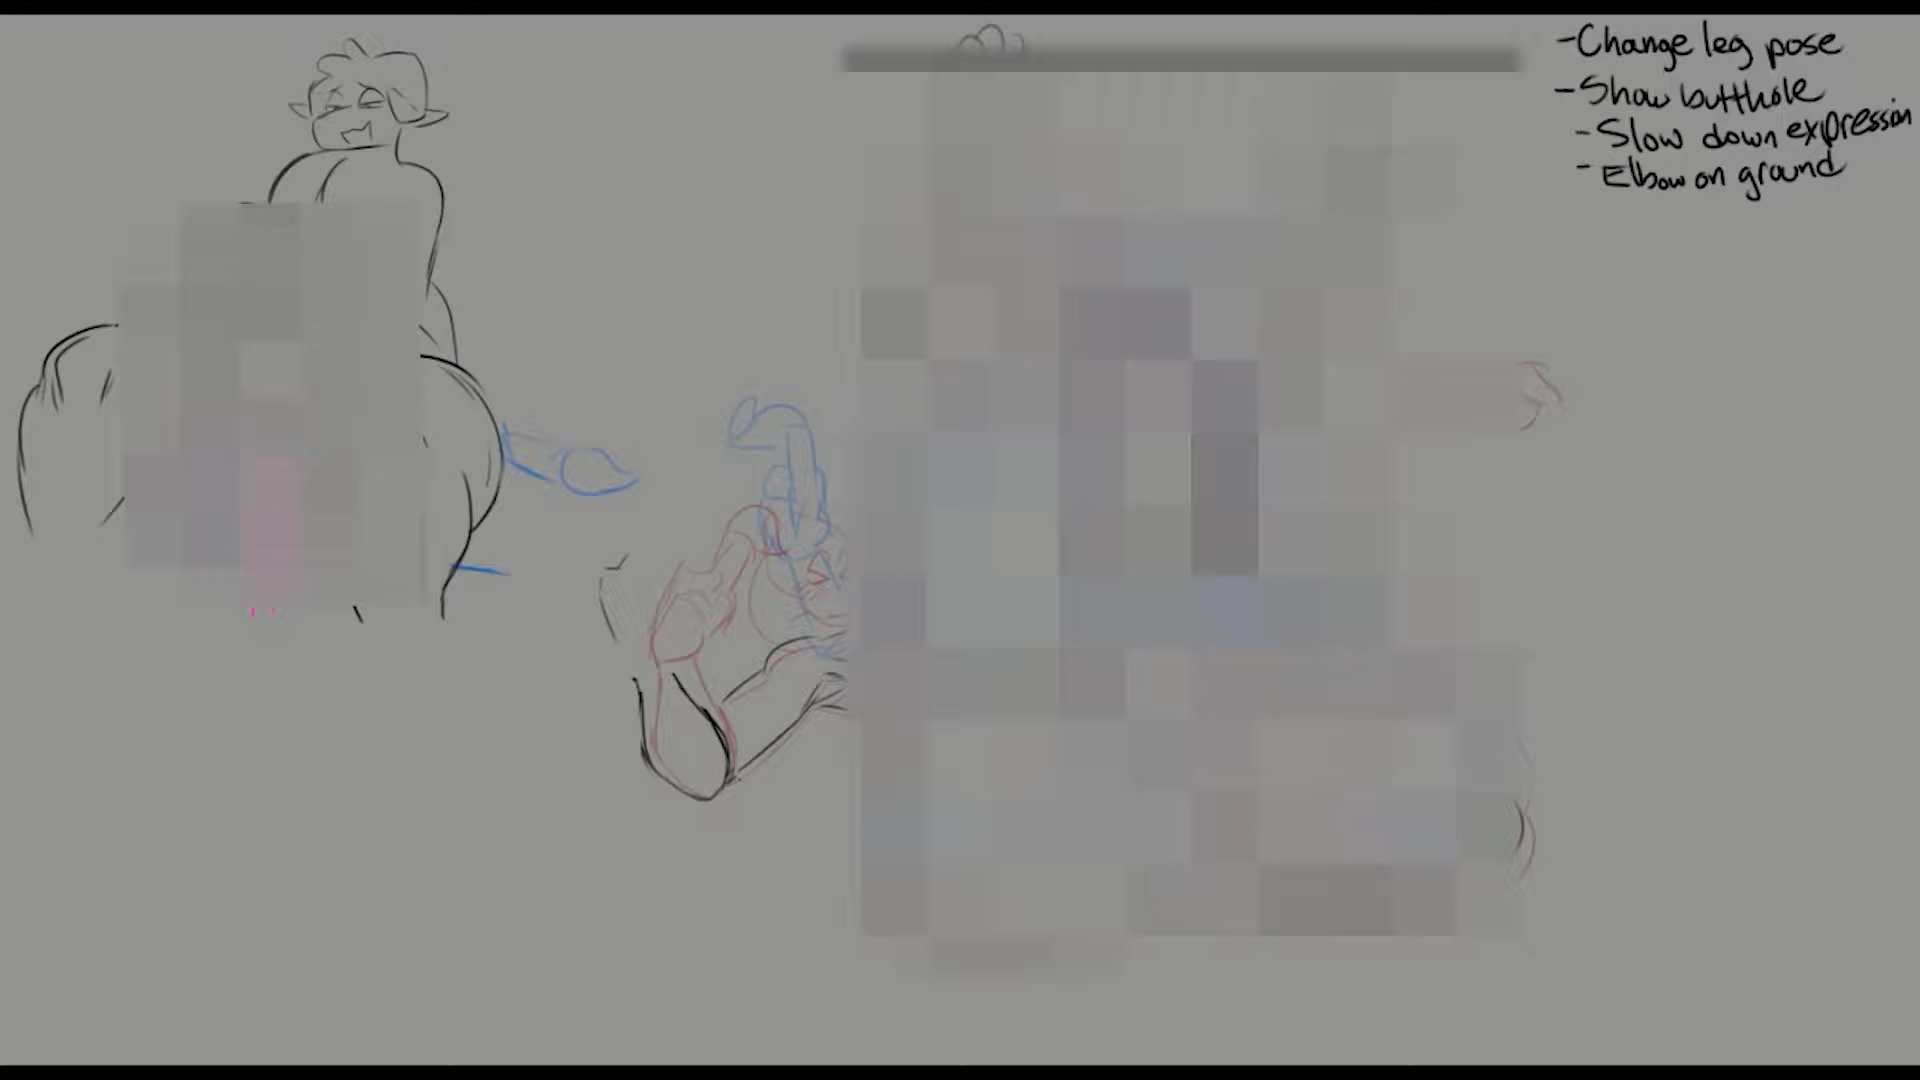 -Change leg pose
-Show butthole
-Slow down expression
-Elbow on ground